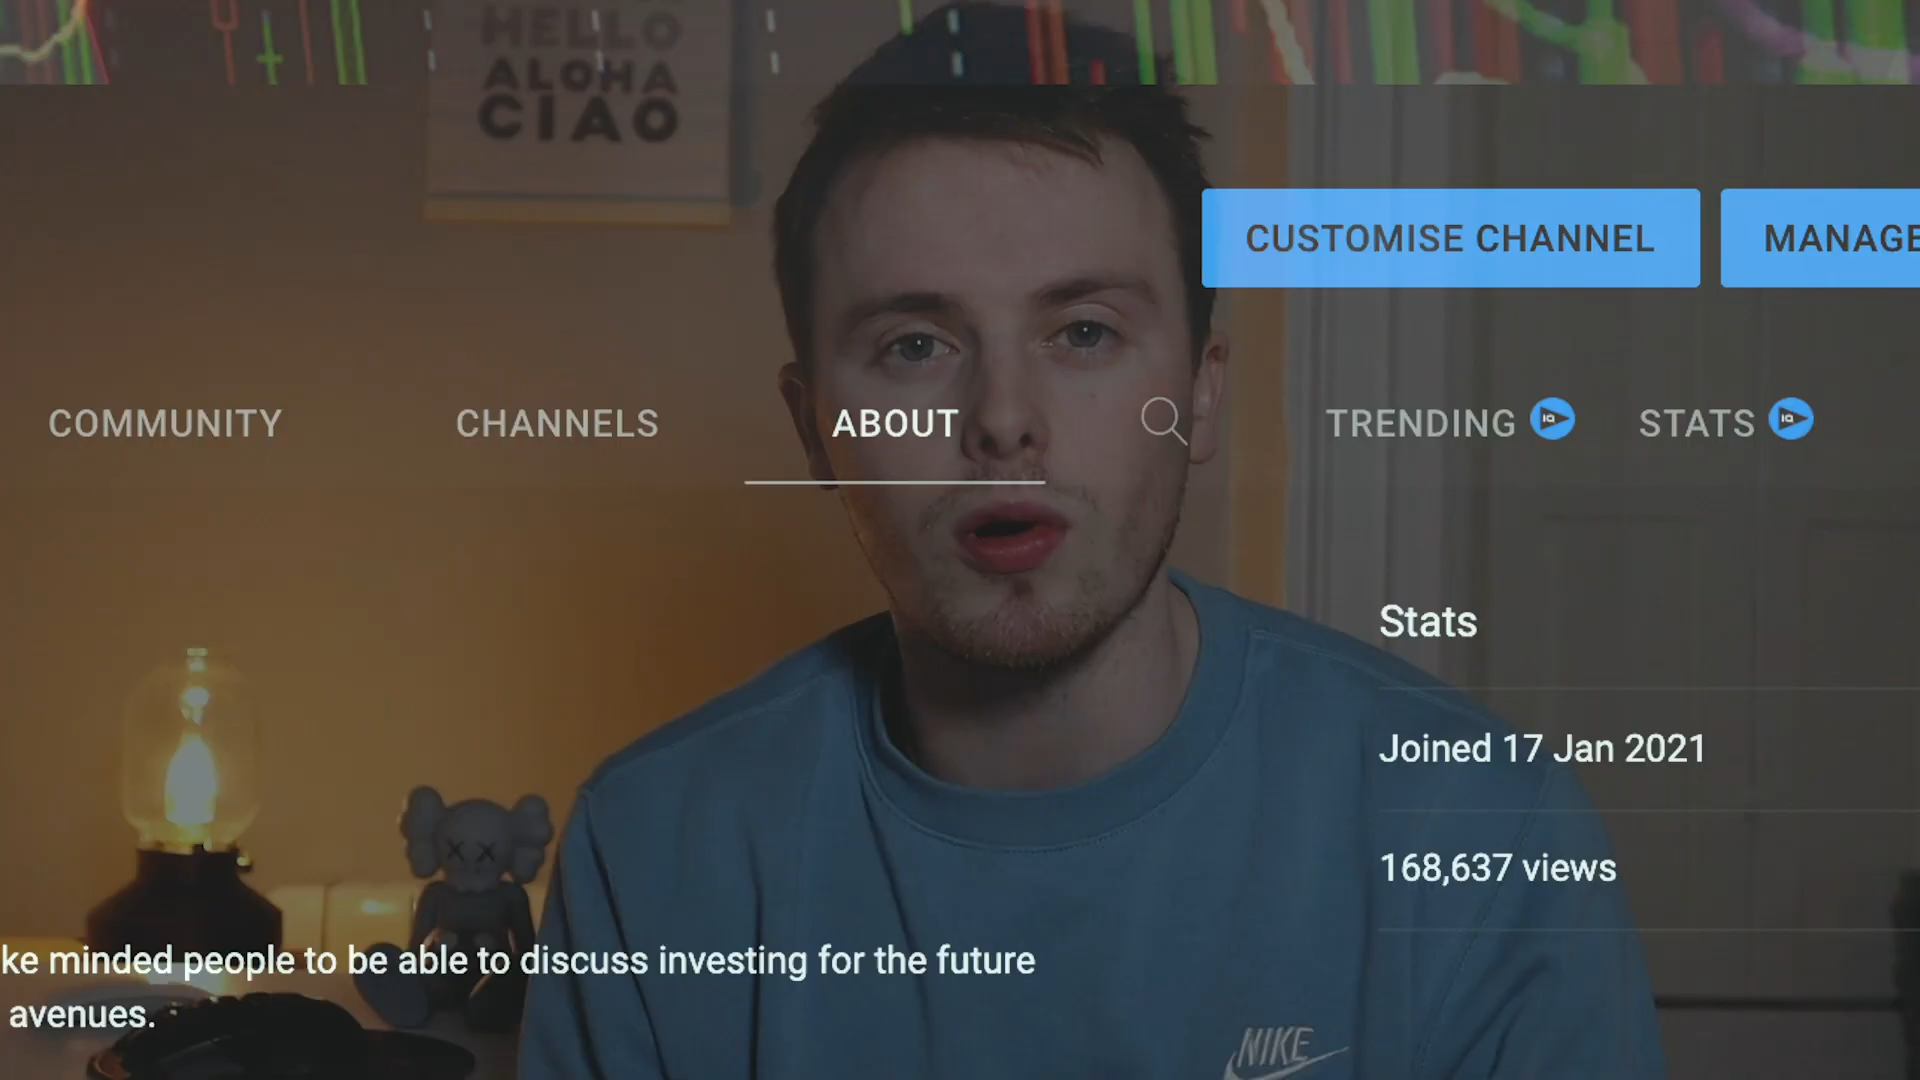 HELLO
ALOHA
CIAO
CUSTOMISE CHANNEL
MANAGE
COMMUNITY
CHANNELS
ABOUT
TRENDING
STATS
Stats
Joined 17 Jan 2021
168,637 views
ke minded people to be able to discuss investing for the future
avenues.
NIKE